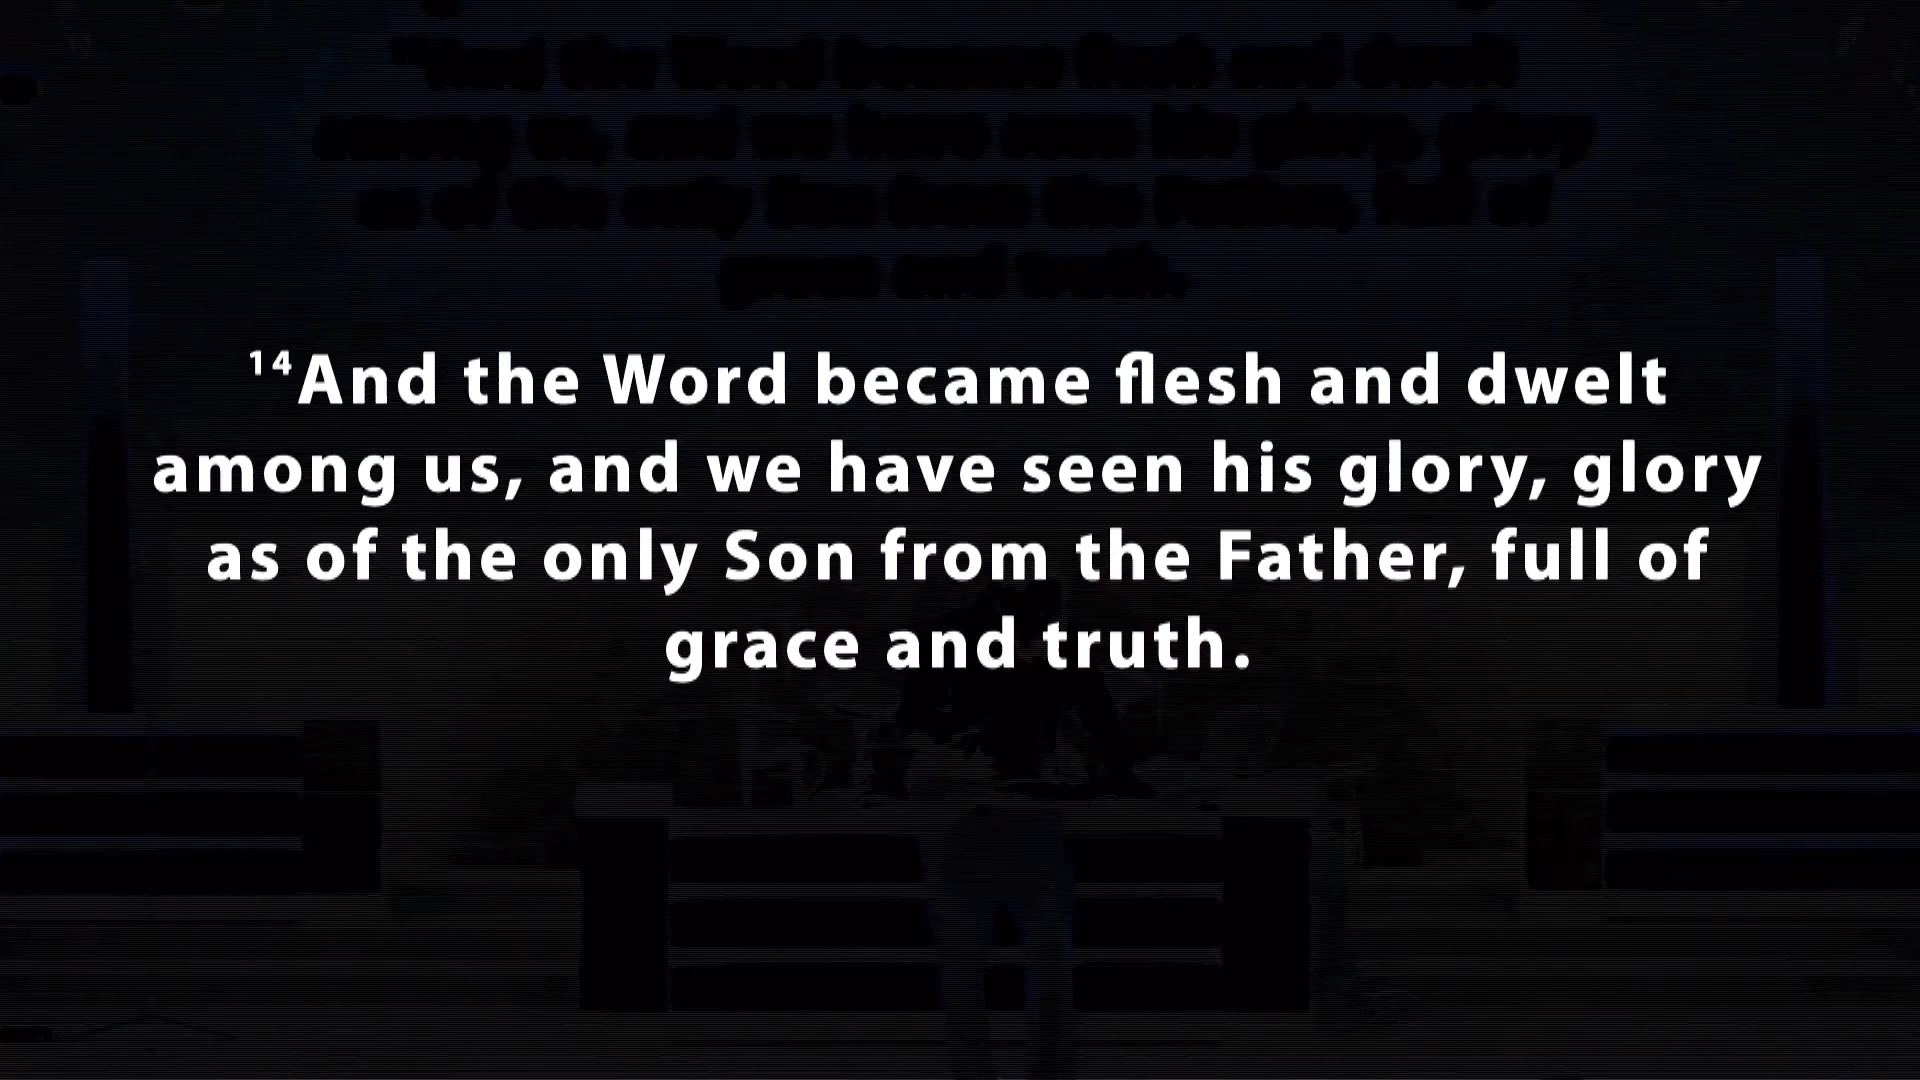 ¹⁴And the Word became flesh and dwelt
among us, and we have seen his glory, glory
as of the only Son from the Father, full of
grace and truth.